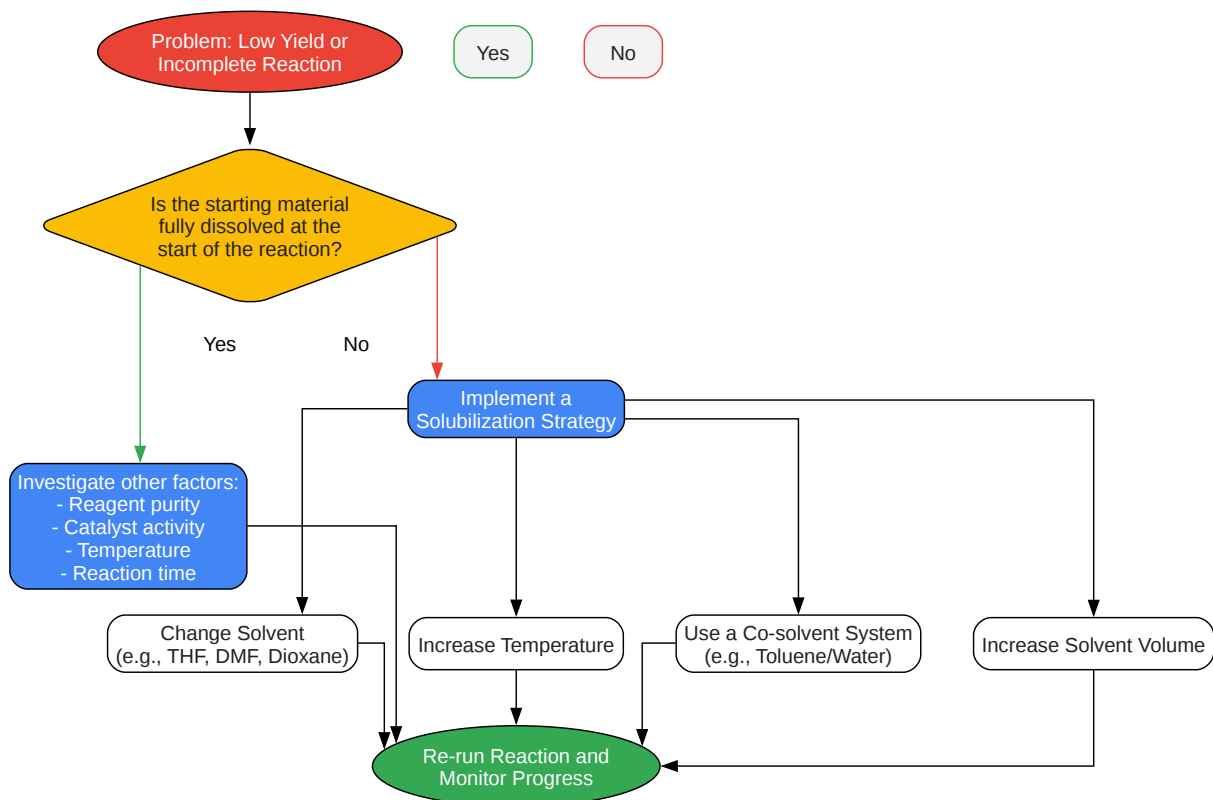 Problem: Low Yield or
Incomplete Reaction
Yes
No
Is the starting material
fully dissolved at the
start of the reaction?
Yes
No
Implement a
Solubilization Strategy
Investigate other factors:
- Reagent purity
- Catalyst activity
- Temperature
- Reaction time
Change Solvent
(e.g., THF, DMF, Dioxane)
Increase Temperature
Use a Co-solvent System
(e.g., Toluene/Water)
Increase Solvent Volume
Re-run Reaction and
Monitor Progress